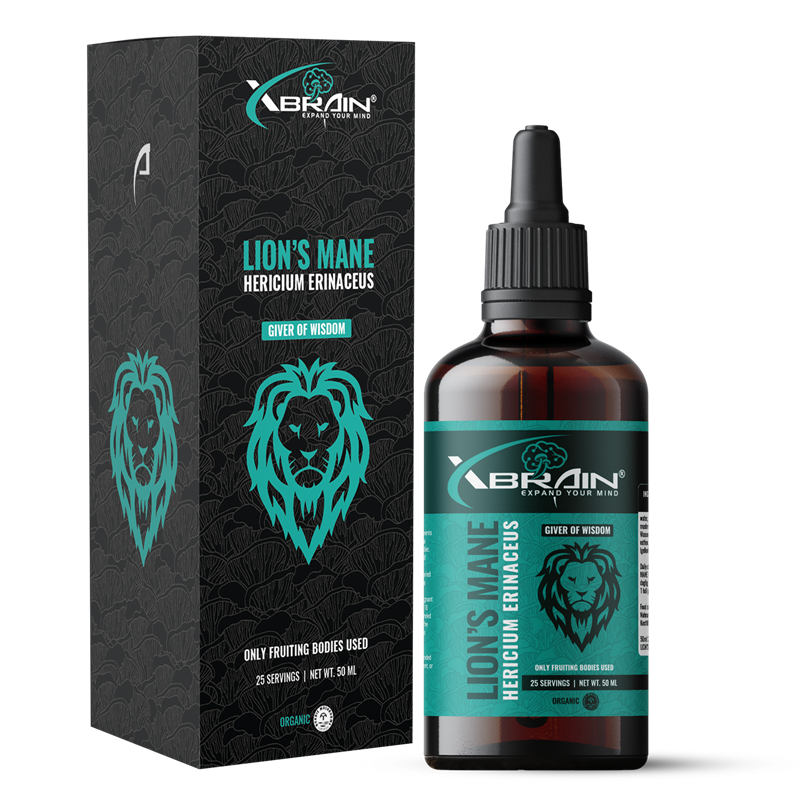 XBRAIN®
EXPAND YOUR MIND
LION'S MANE
HERICIUM ERINACEUS
GIVER OF WISDOM
ONLY FRUITING BODIES USED
25 SERVINGS | NET WT. 50 ML
ORGANIC
XBRAIN®
EXPAND YOUR MIND
LION'S MANE
HERICIUM ERINACEUS
GIVER OF WISDOM
ONLY FRUITING BODIES USED
25 SERVINGS | NET WT. 50 ML
ORGANIC